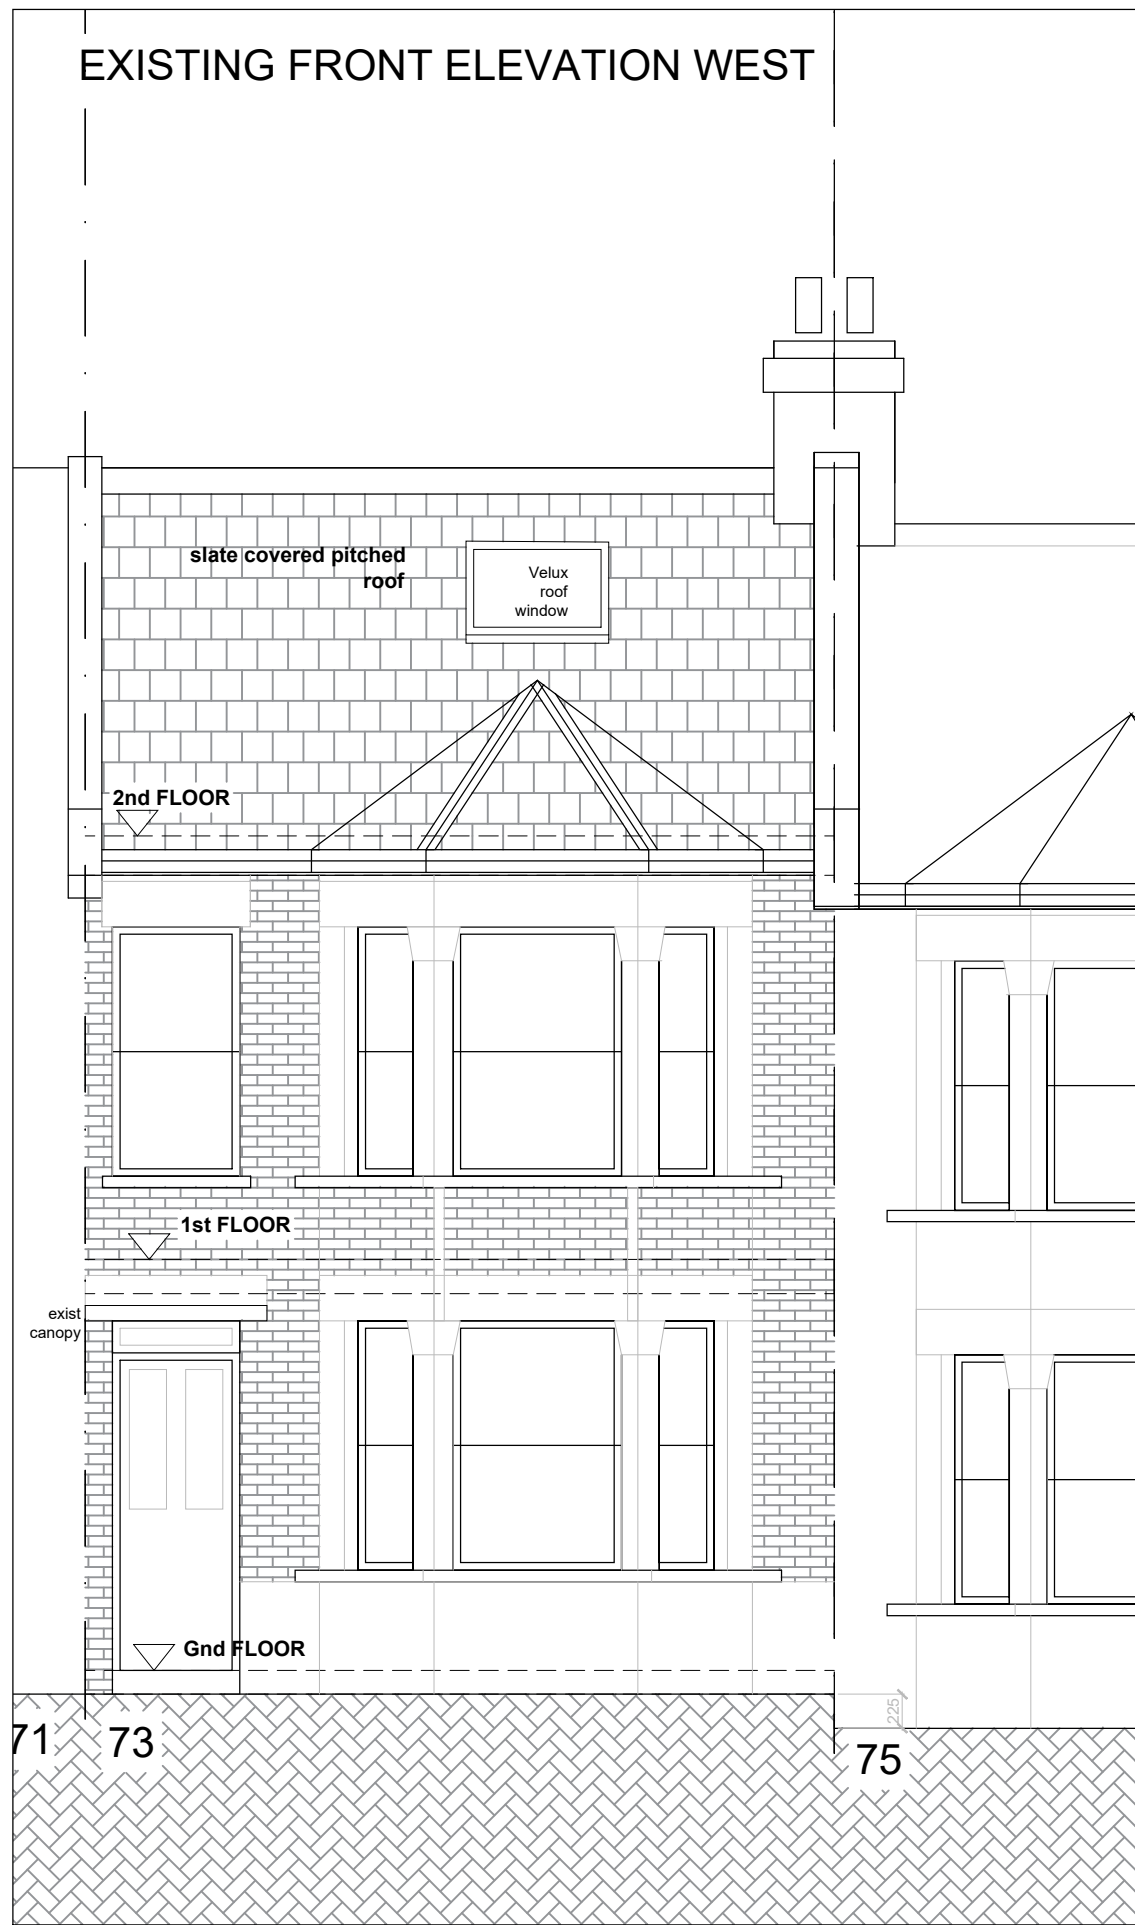 EXISTING FRONT ELEVATION WEST
slate covered pitched
roof
Velux
roof
window
2nd FLOOR
1st FLOOR
exist
canopy
Gnd FLOOR
225
71
73
75